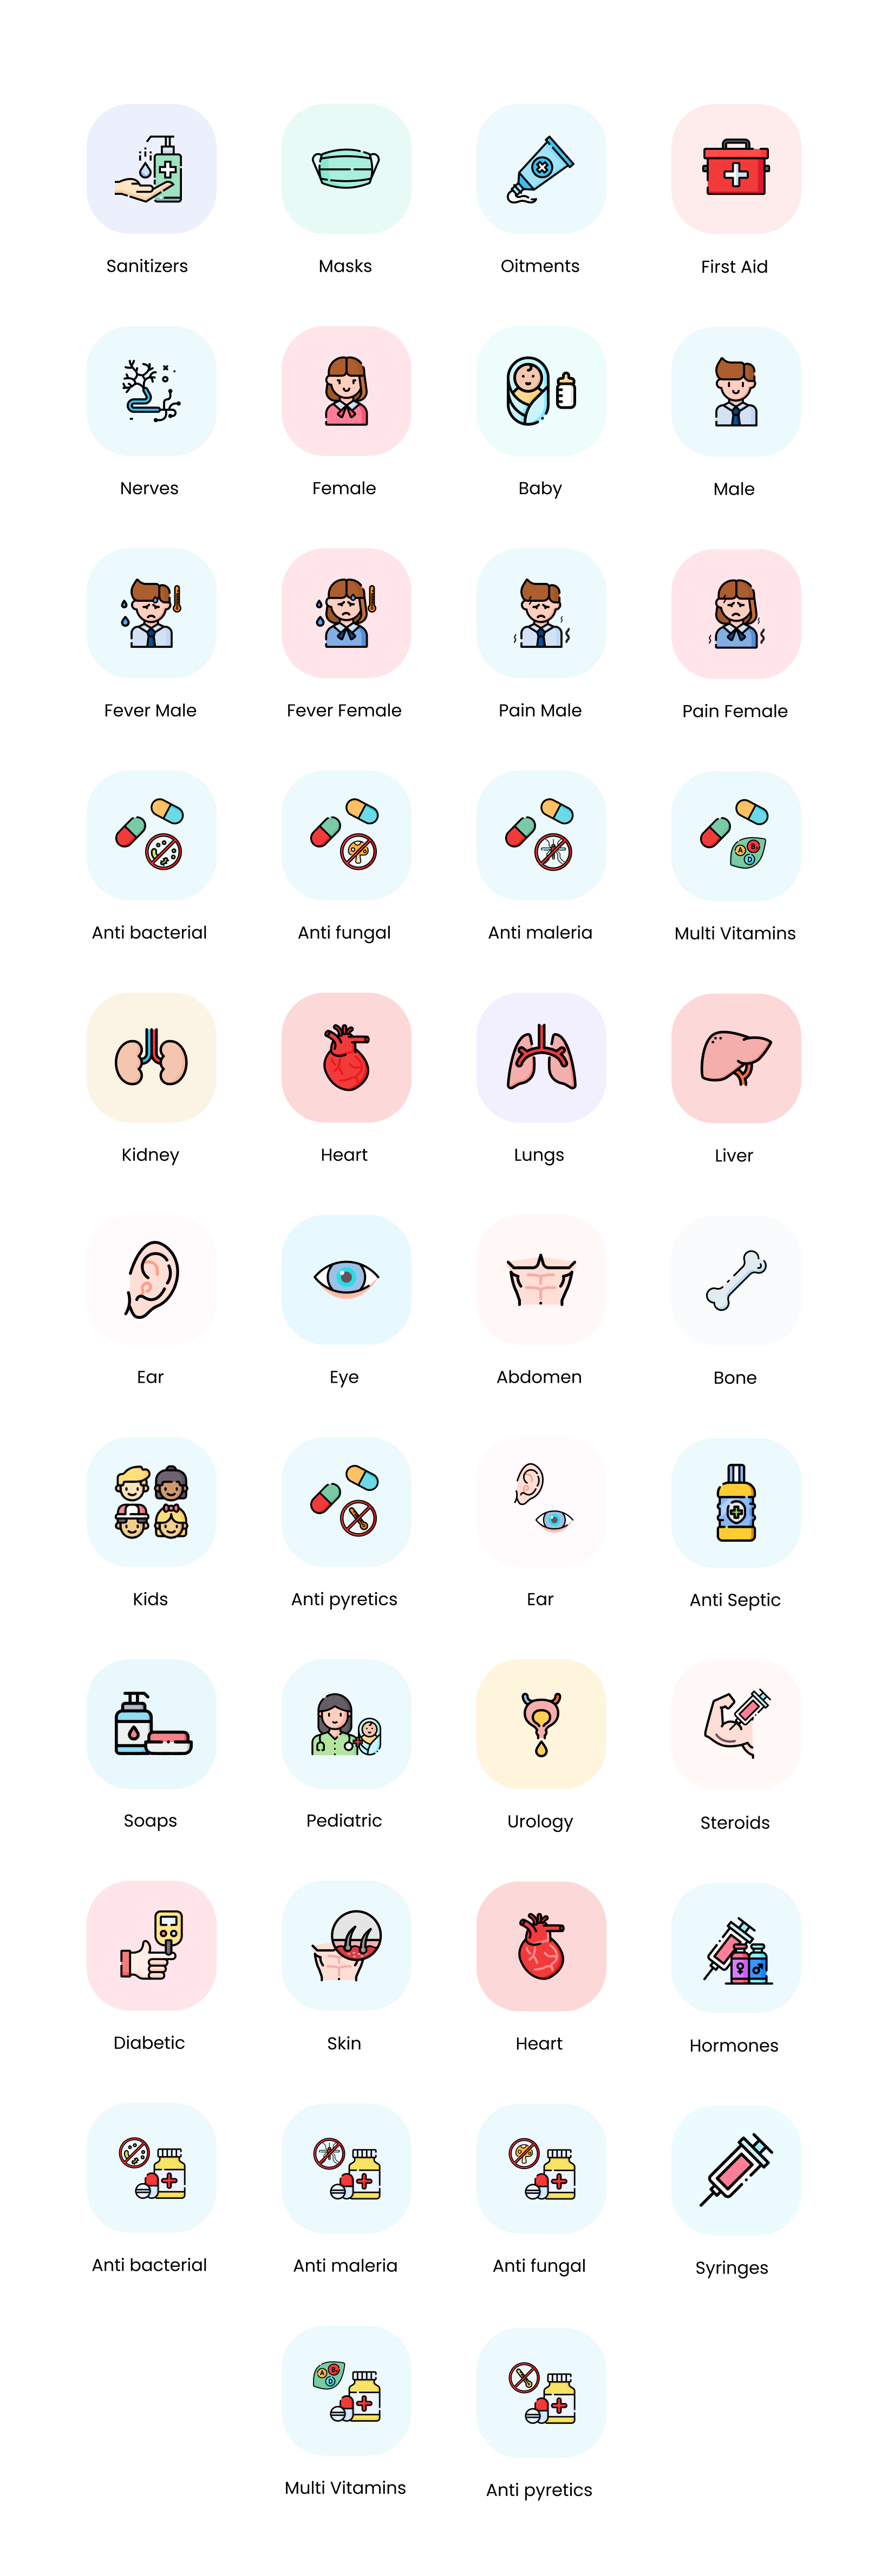 Sanitizers
Masks
Oitments
First Aid
Nerves
Female
Baby
Male
Fever Male
Fever Female
Pain Male
Pain Female
Anti bacterial
Anti fungal
Anti maleria
Multi Vitamins
Kidney
Heart
Lungs
Liver
Ear
Eye
Abdomen
Bone
Kids
Anti pyretics
Ear
Anti Septic
Soaps
Pediatric
Urology
Steroids
Diabetic
Skin
Heart
Hormones
Anti bacterial
Anti maleria
Anti fungal
Syringes
Multi Vitamins
Anti pyretics